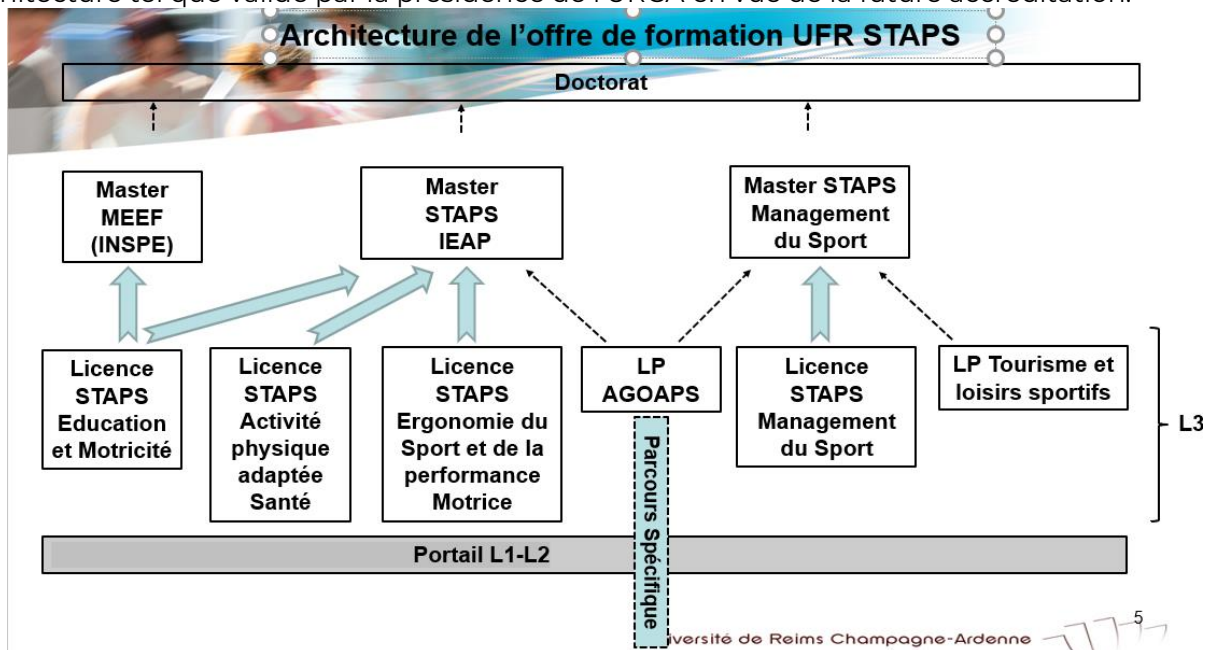 Architecture de l'offre de formation UFR STAPS
Doctorat
Master
MEEF
(INSPE)
Master
STAPS
IEAP
Master STAPS
Management
du Sport
Licence
STAPS
Education
et Motricité
Licence
STAPS
Activité
physique
adaptée
Santé
Licence
STAPS
Ergonomie du
Sport et de la
performance
Motrice
LP
AGOAPS
Licence
STAPS
Management
du Sport
LP Tourisme et
loisirs sportifs
L3
Parcours Spécifique
Portail L1-L2
5
iversité de Reims Champagne-Ardenne